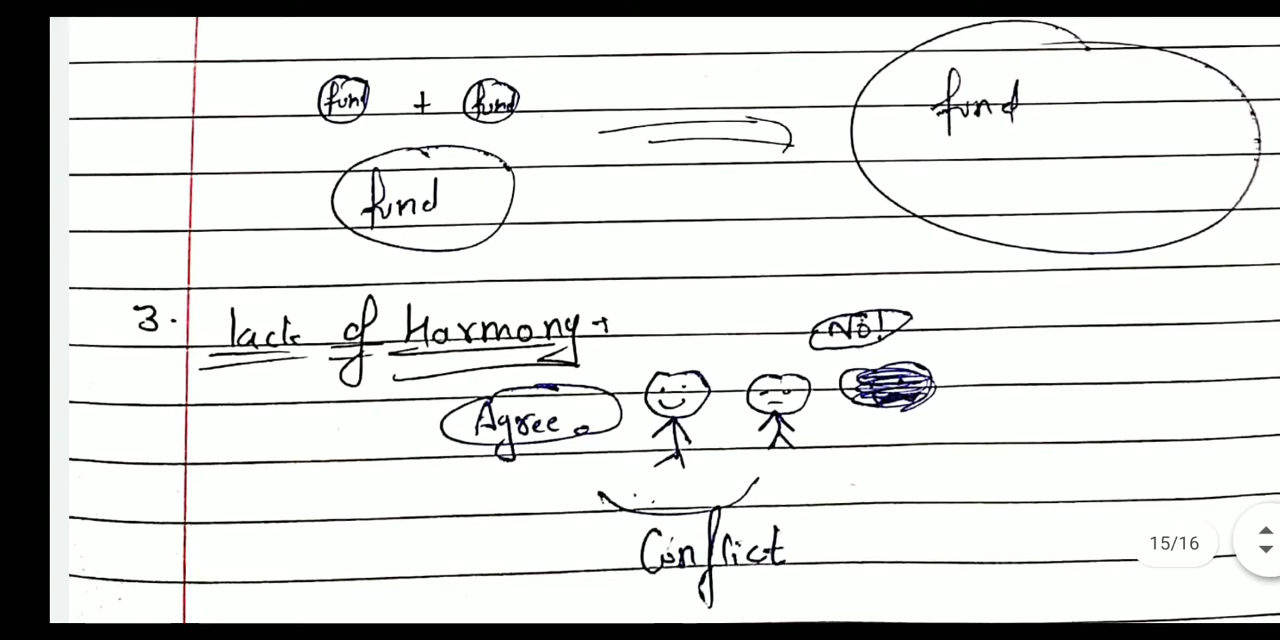 fund + fund
fund
fund
3. lack of Harmony
No!
Agree.
Conflict
15/16